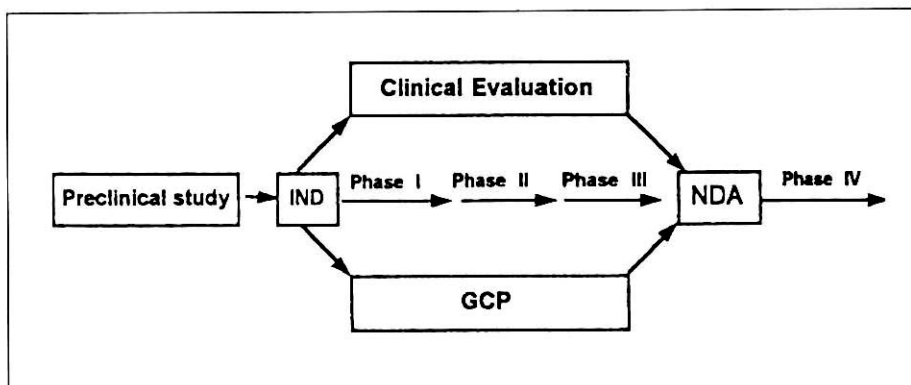 Clinical Evaluation
Preclinical study
IND
Phase I
Phase II
Phase III
NDA
Phase IV
GCP